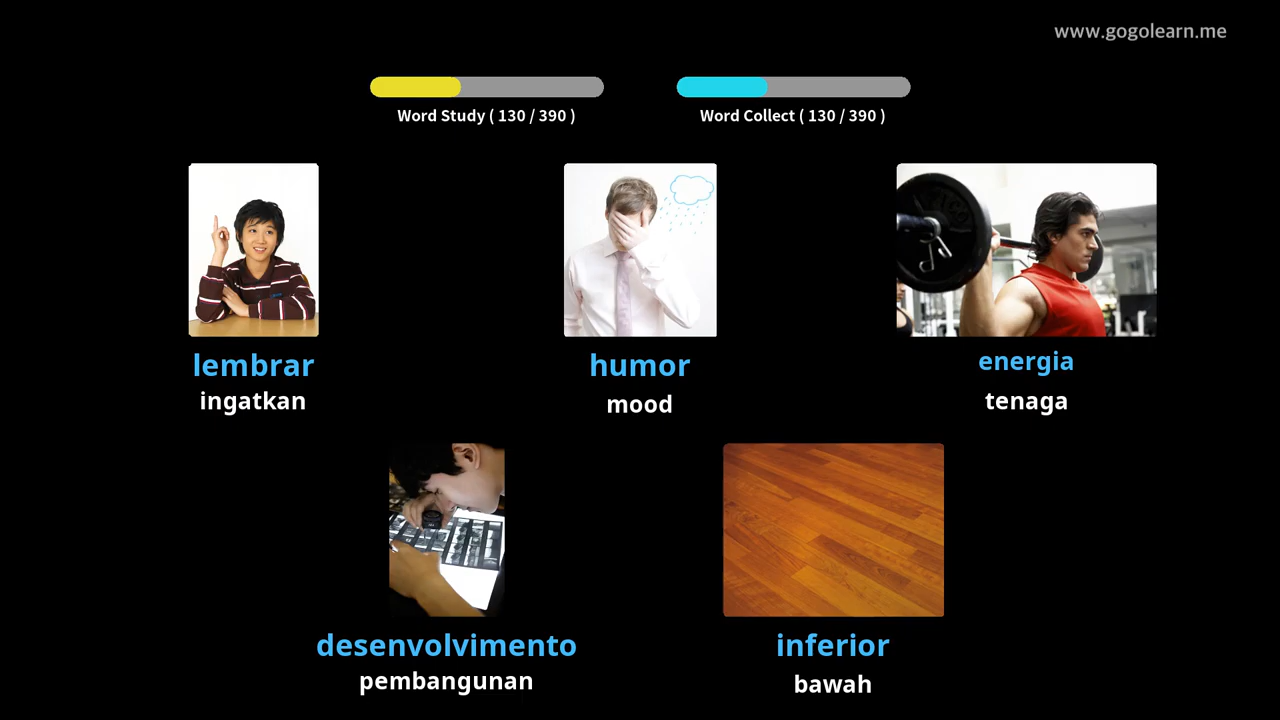 www.gogolearn.me
Word Study ( 130 / 390 )
Word Collect ( 130 / 390 )
lembrar
ingatkan
humor
mood
energia
tenaga
desenvolvimento
pembangunan
inferior
bawah